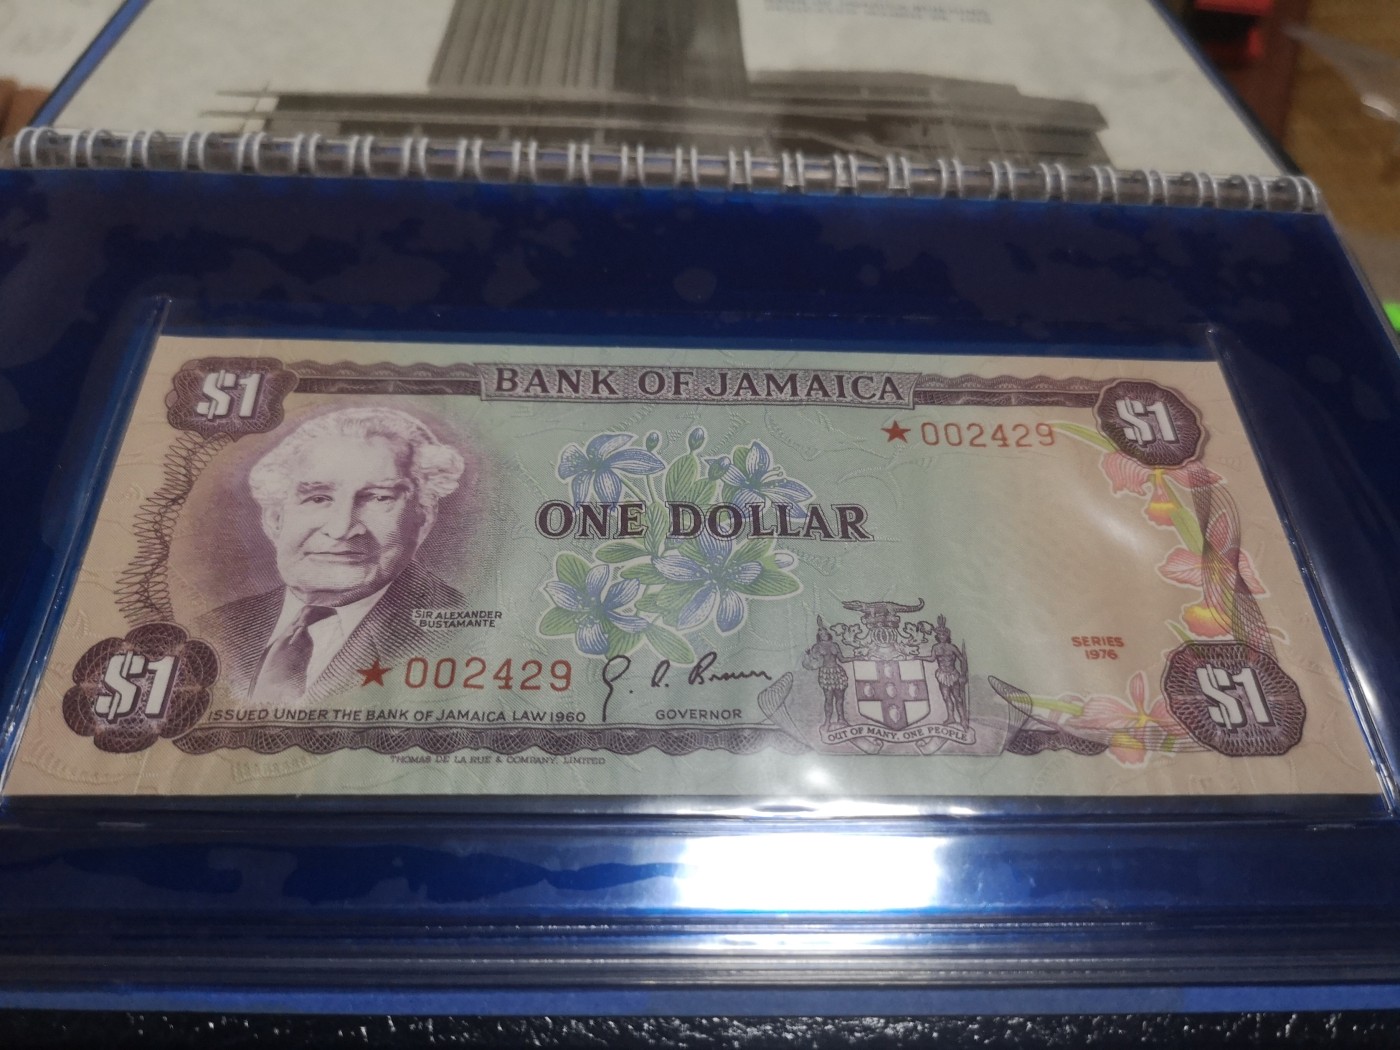 $1
BANK OF JAMAICA
$1
★002429
ONE DOLLAR
SIR ALEXANDER
BUSTAMANTE
SERIES
1976
★002429
G. A. Brown
$1
$1
ISSUED UNDER THE BANK OF JAMAICA LAW 1960
GOVERNOR
OUT OF MANY, ONE PEOPLE
THOMAS DE LA RUE & COMPANY, LIMITED